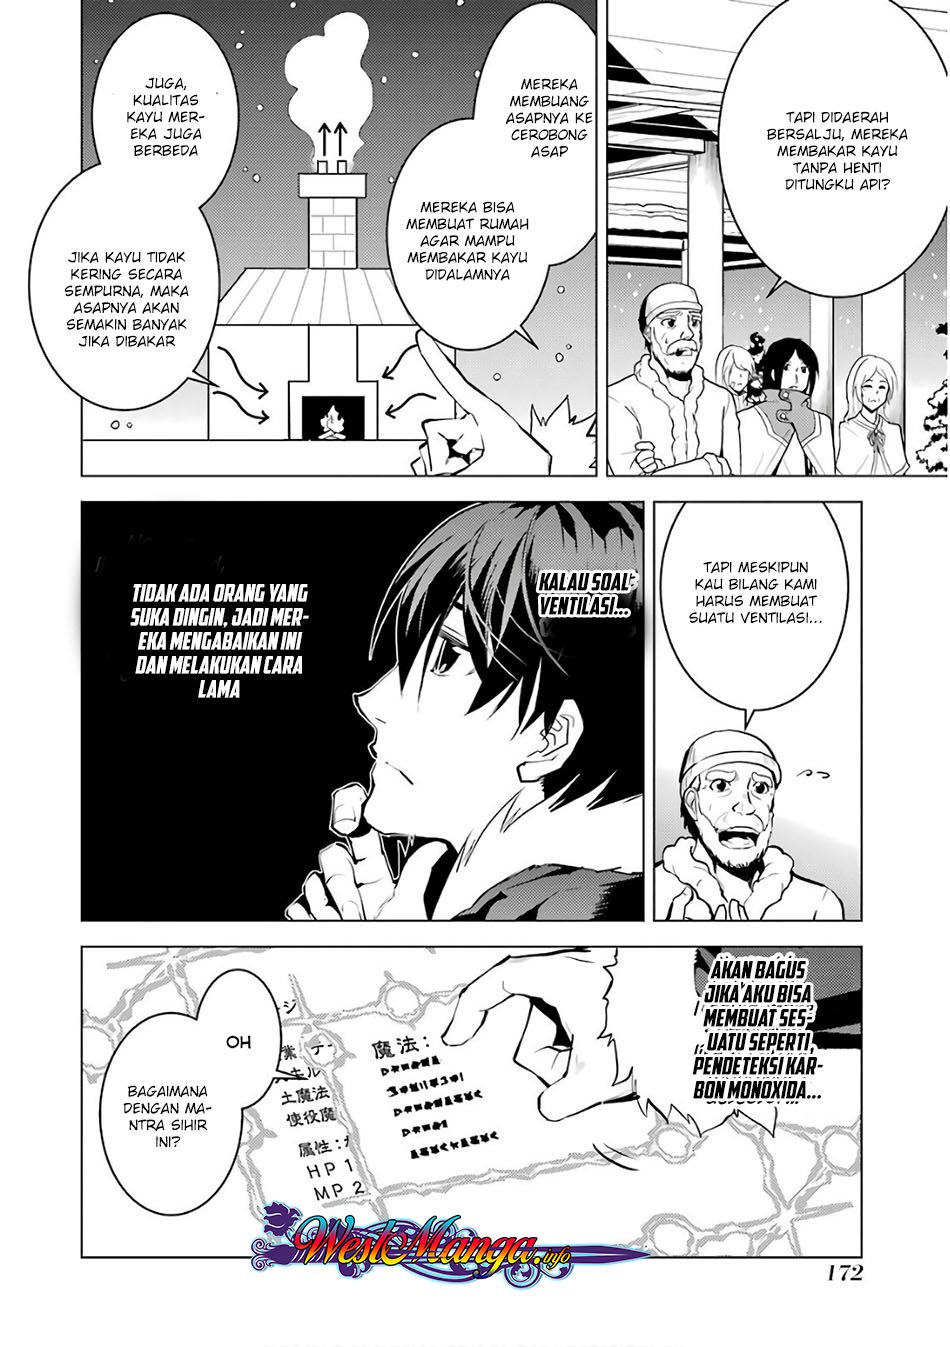 TAPI DIDAERAH
BERSALJU, MEREKA
MEMBAKAR KAYU
TANPA HENTI
DITUNGKU API?
MEREKA
MEMBUANG
ASAPNYA KE
CEROBONG
ASAP
MEREKA BISA
MEMBUAT RUMAH
AGAR MAMPU
MEMBAKAR KAYU
DIDALAMNYA
JUGA,
KUALITAS
KAYU MER-
EKA JUGA
BERBEDA
JIKA KAYU TIDAK
KERING SECARA
SEMPURNA, MAKA
ASAPNYA AKAN
SEMAKIN BANYAK
JIKA DIBAKAR
TAPI MESKIPUN
KAU BILANG KAMI
HARUS MEMBUAT
SUATU VENTILASI...
KALAU SOAL
VENTILASI...
TIDAK ADA ORANG YANG
SUKA DINGIN, JADI MER-
EKA MENGABAIKAN INI
DAN MELAKUKAN CARA
LAMA
AKAN BAGUS
JIKA AKU BISA
MEMBUAT SES-
UATU SEPERTI,
PENDETEKSI KAR-
BON MONOXIDA...
OH
BAGAIMANA
DENGAN MA-
NTRA SIHIR
INI?
魔法:
土魔法
使役魔
属性:
HP 1
MP 2
WestManga.info
172